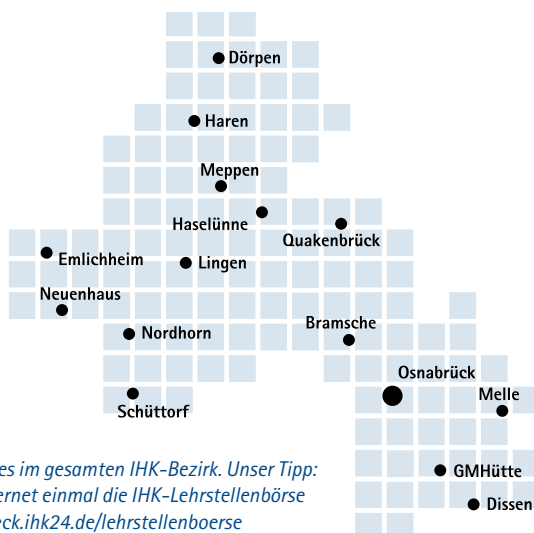 Dörpen
Haren
Meppen
Haselünne
Quakenbrück
Emlichheim
Lingen
Neuenhaus
Bramsche
Nordhorn
Osnabrück
Melle
Schüttorf
es im gesamten IHK-Bezirk. Unser Tipp:
GMHütte
ernet einmal die IHK-Lehrstellenbörse
Dissen
eck.ihk24.de/lehrstellenboerse